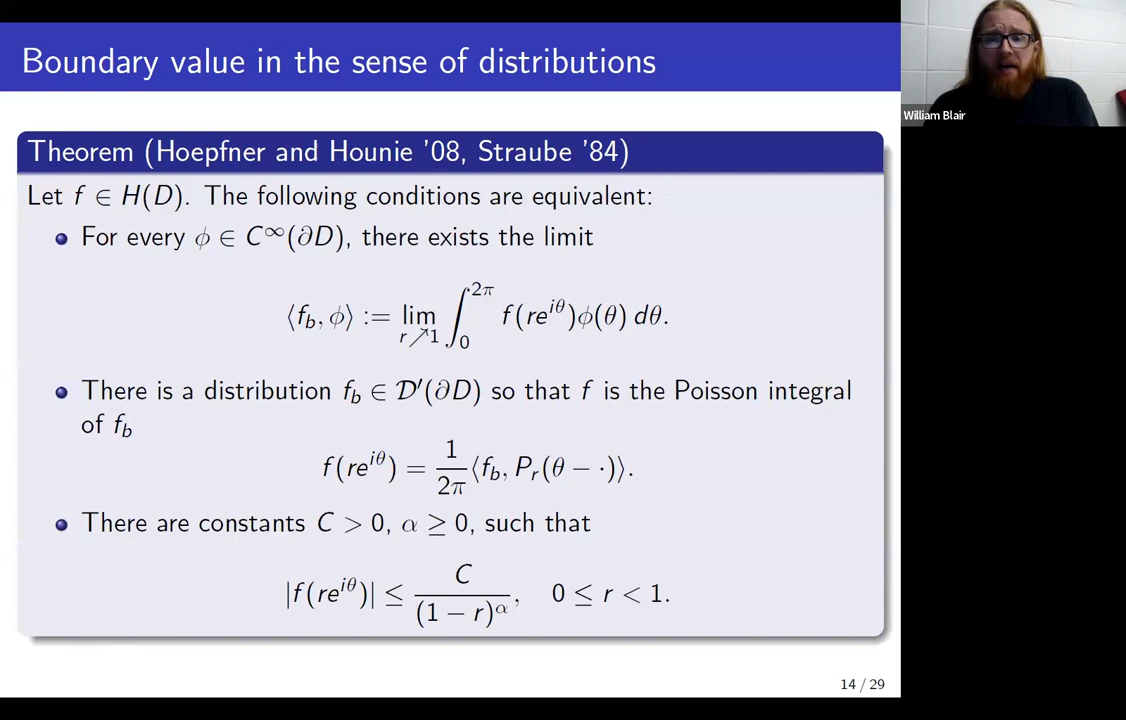 Boundary value in the sense of distributions
William Blair
Theorem (Hoepfner and Hounie '08, Straube '84)
Let f ∈ H(D). The following conditions are equivalent:
• For every ϕ ∈ C^∞(∂D), there exists the limit
⟨f_b, ϕ⟩ := lim_{r↗1} ∫_0^{2π} f(re^{iθ})ϕ(θ) dθ.
• There is a distribution f_b ∈ 𝒟′(∂D) so that f is the Poisson integral
of f_b
f(re^{iθ}) = \frac{1}{2π}⟨f_b, P_r(θ − ·)⟩.
• There are constants C > 0, α ≥ 0, such that
|f(re^{iθ})| ≤ \frac{C}{(1 − r)^α}, 0 ≤ r < 1.
14 / 29